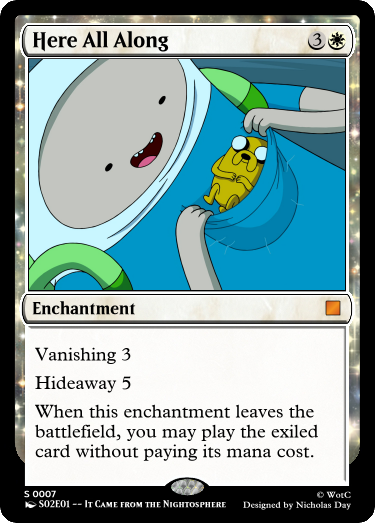 Here All Along 3
Enchantment
Vanishing 3
Hideaway 5
When this enchantment leaves the
battlefield, you may play the exiled
card without paying its mana cost.
S 0007
© WotC
S02E01 -- It Came from the Nightosphere
Designed by Nicholas Day